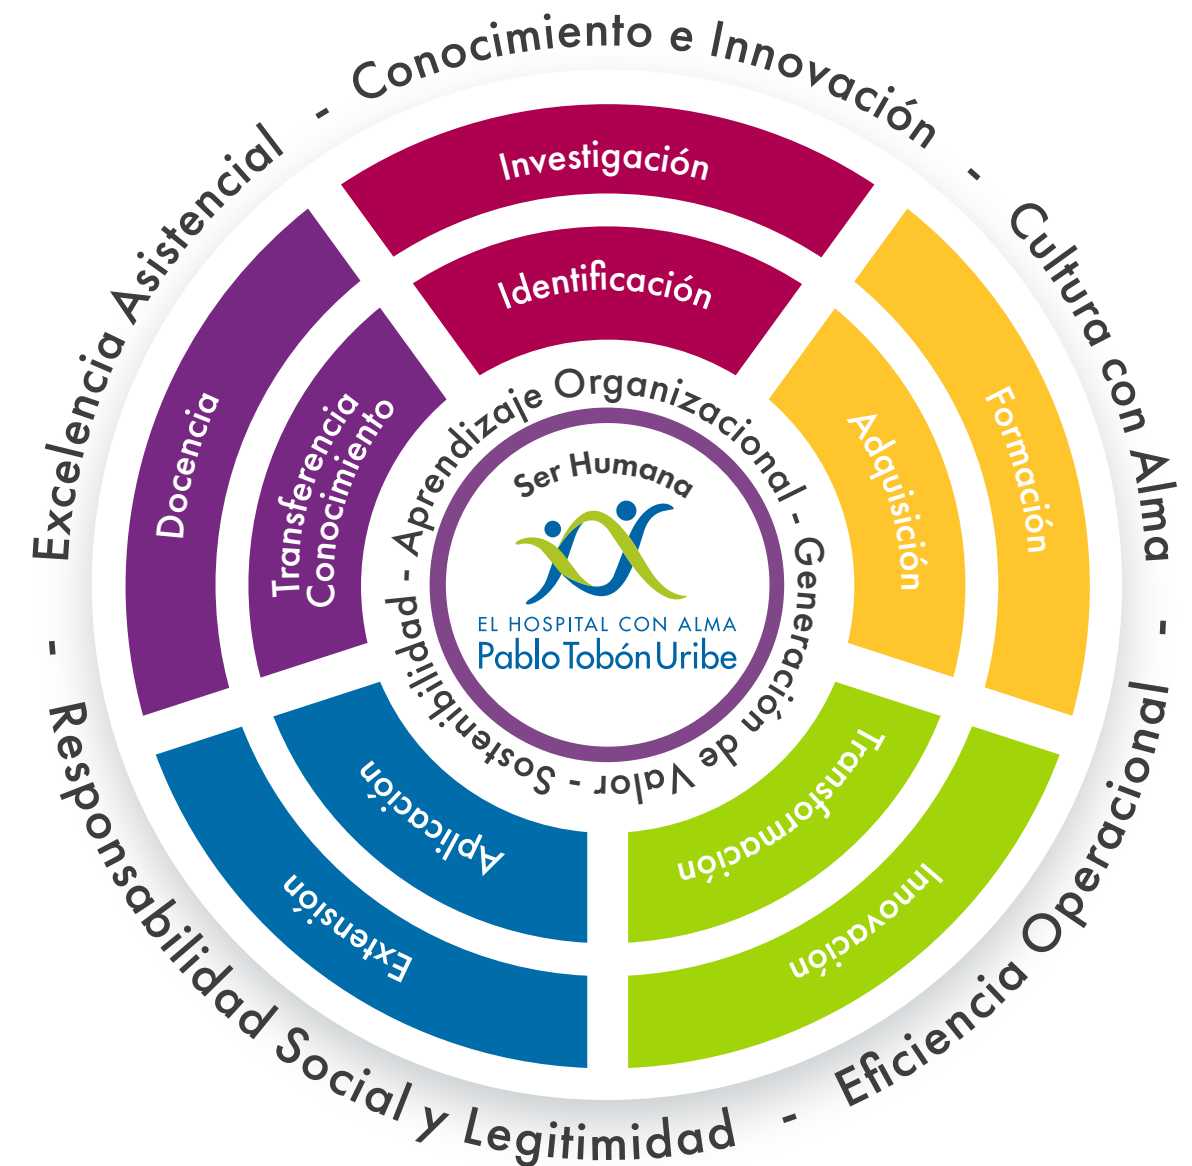 Excelencia Asistencial - Conocimiento e Innovación - Cultura con Alma - Eficiencia Operacional - Responsabilidad Social y Legitimidad -
Investigación
Identificación
Formación
Adquisición
Innovación
Transformación
Extensión
Aplicación
Docencia
Transferencia
Conocimiento
Aprendizaje Organizacional - Generación de Valor - Sostenibilidad -
Ser Humana
EL HOSPITAL CON ALMA
Pablo Tobón Uribe